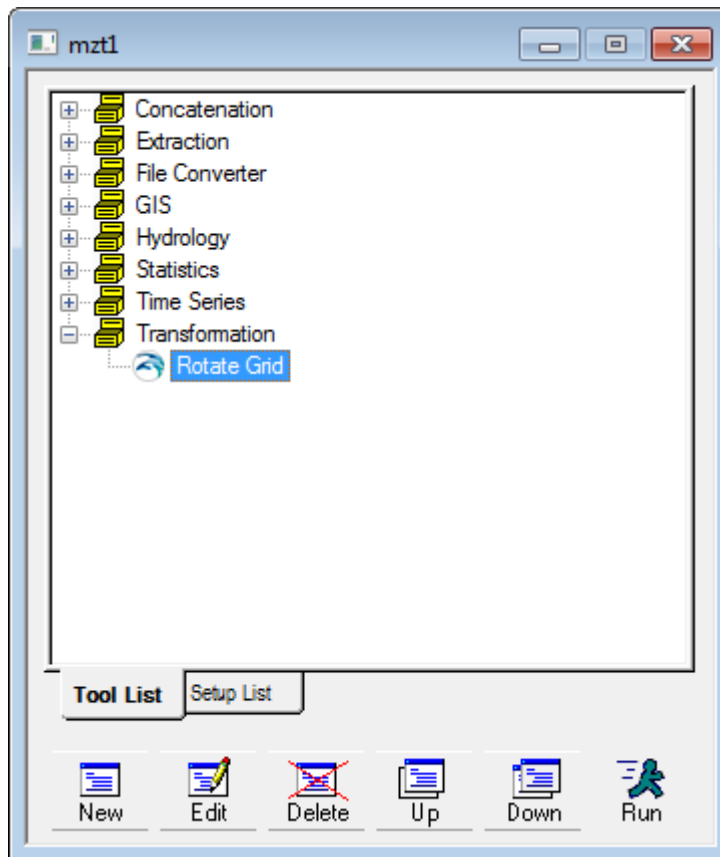 mzt1
Concatenation
Extraction
File Converter
GIS
Hydrology
Statistics
Time Series
Transformation
Rotate Grid
Tool List Setup List
New Edit Delete Up Down Run